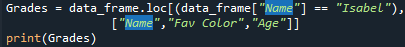 Grades = data_frame.loc[(data_frame["Name"] == "Isabel"),
["Name","Fav Color","Age"]]
print(Grades)